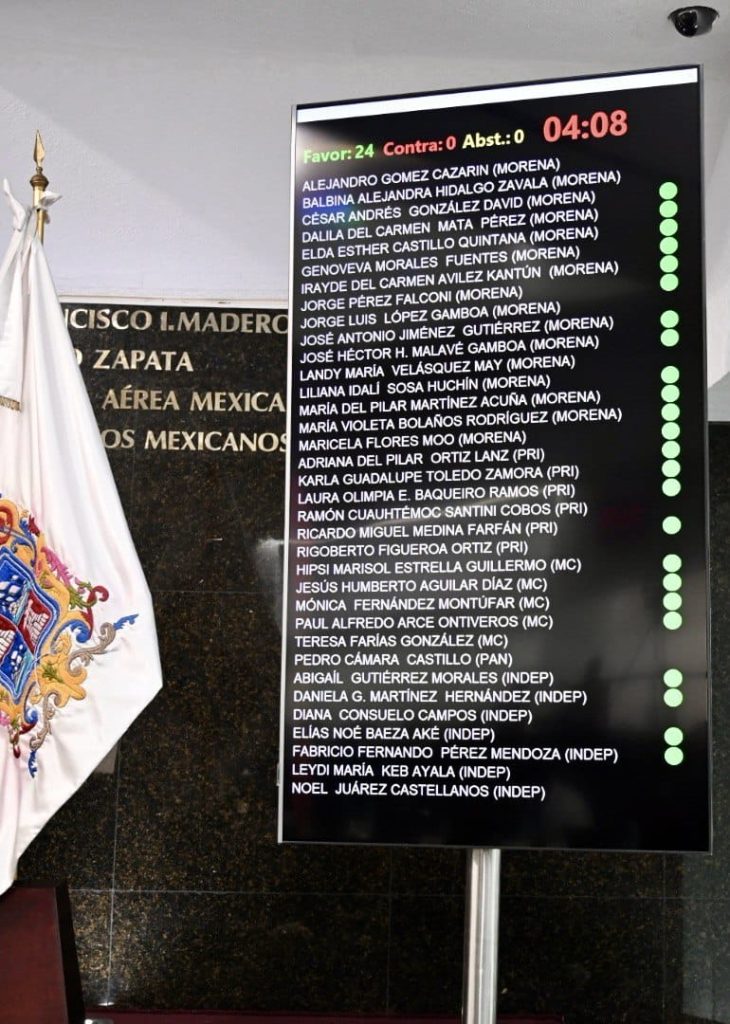 Favor: 24 Contra: 0 Abst.: 0 04:08
ALEJANDRO GOMEZ CAZARIN (MORENA)
BALBINA ALEJANDRA HIDALGO ZAVALA (MORENA)
CÉSAR ANDRÉS GONZÁLEZ DAVID (MORENA)
DALILA DEL CARMEN MATA PÉREZ (MORENA)
ELDA ESTHER CASTILLO QUINTANA (MORENA)
GENOVEVA MORALES FUENTES (MORENA)
IRAYDE DEL CARMEN AVILEZ KANTÚN (MORENA)
JORGE PÉREZ FALCONI (MORENA)
JORGE LUIS LÓPEZ GAMBOA (MORENA)
JOSÉ ANTONIO JIMÉNEZ GUTIÉRREZ (MORENA)
JOSÉ HÉCTOR H. MALAVÉ GAMBOA (MORENA)
LANDY MARÍA VELÁSQUEZ MAY (MORENA)
LILIANA IDALÍ SOSA HUCHÍN (MORENA)
MARÍA DEL PILAR MARTÍNEZ ACUÑA (MORENA)
MARÍA VIOLETA BOLAÑOS RODRÍGUEZ (MORENA)
MARICELA FLORES MOO (MORENA)
ADRIANA DEL PILAR ORTIZ LANZ (PRI)
KARLA GUADALUPE TOLEDO ZAMORA (PRI)
LAURA OLIMPIA E. BAQUEIRO RAMOS (PRI)
RAMÓN CUAUHTÉMOC SANTINI COBOS (PRI)
RICARDO MIGUEL MEDINA FARFÁN (PRI)
RIGOBERTO FIGUEROA ORTIZ (PRI)
HIPSI MARISOL ESTRELLA GUILLERMO (MC)
JESÚS HUMBERTO AGUILAR DÍAZ (MC)
MÓNICA FERNÁNDEZ MONTÚFAR (MC)
PAUL ALFREDO ARCE ONTIVEROS (MC)
TERESA FARÍAS GONZÁLEZ (MC)
PEDRO CÁMARA CASTILLO (PAN)
ABIGAÍL GUTIÉRREZ MORALES (INDEP)
DANIELA G. MARTÍNEZ HERNÁNDEZ (INDEP)
DIANA CONSUELO CAMPOS (INDEP)
ELÍAS NOÉ BAEZA AKÉ (INDEP)
FABRICIO FERNANDO PÉREZ MENDOZA (INDEP)
LEYDI MARÍA KEB AYALA (INDEP)
NOEL JUÁREZ CASTELLANOS (INDEP)
NCISCO I. MADERO
O ZAPATA
AÉREA MEXICA
OS MEXICANOS